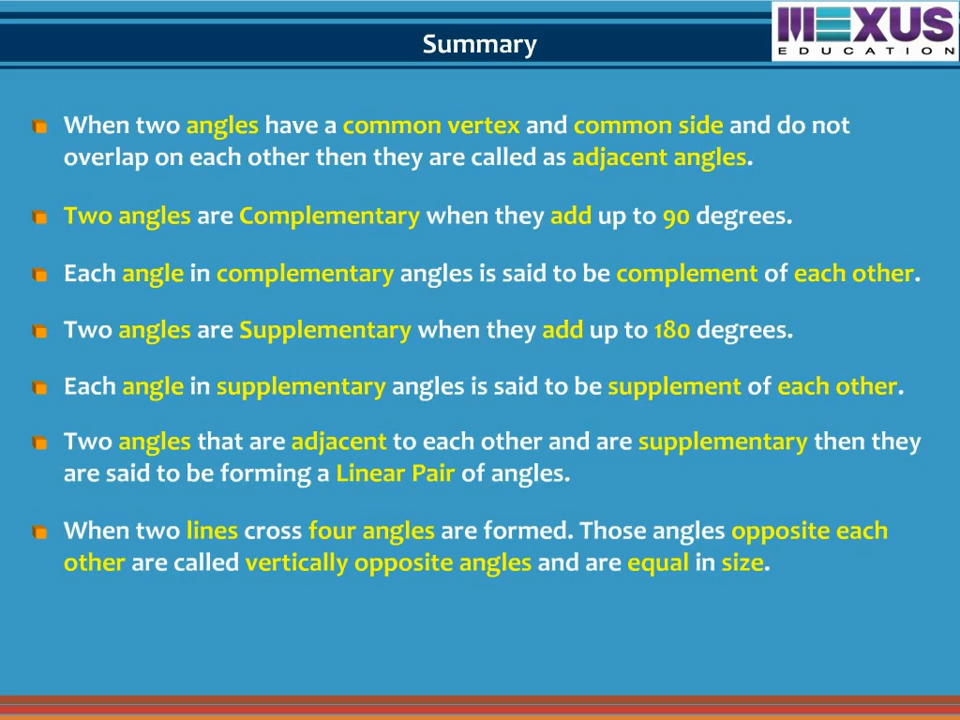 Summary
MEXUS
EDUCATION
When two angles have a common vertex and common side and do not
overlap on each other then they are called as adjacent angles.
Two angles are Complementary when they add up to 90 degrees.
Each angle in complementary angles is said to be complement of each other.
Two angles are Supplementary when they add up to 180 degrees.
Each angle in supplementary angles is said to be supplement of each other.
Two angles that are adjacent to each other and are supplementary then they
are said to be forming a Linear Pair of angles.
When two lines cross four angles are formed. Those angles opposite each
other are called vertically opposite angles and are equal in size.